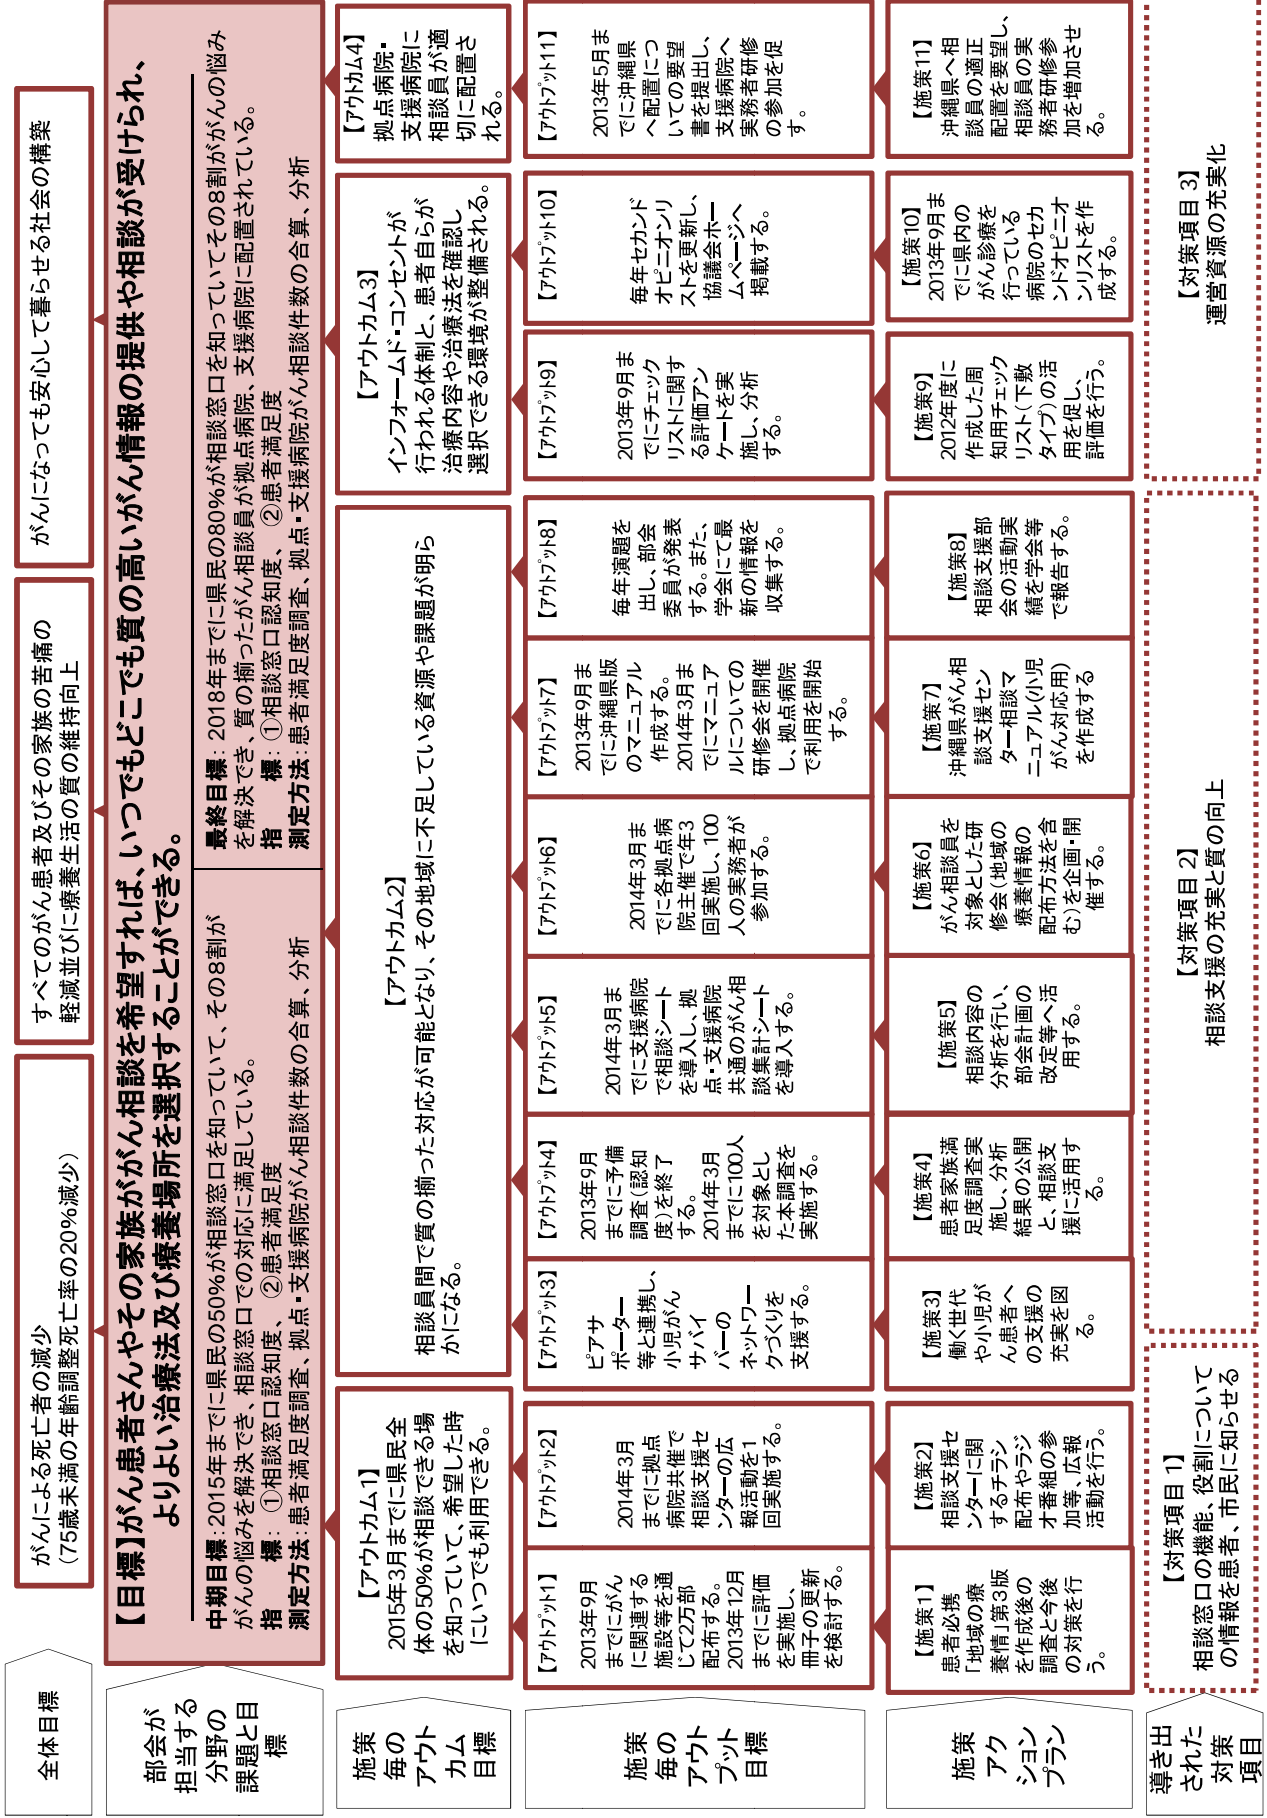 全体目標
がんによる死亡者の減少
（75歳未満の年齢調整死亡率の20%減少）
すべてのがん患者及びその家族の苦痛の
軽減並びに療養生活の質の維持向上
がんになっても安心して暮らせる社会の構築
部会が
担当する
分野の
課題と目
標
【目標】がん患者さんやその家族ががん相談を希望すれば、いつでもどこでも質の高いがん情報の提供や相談が受けられ、
よりよい治療法及び療養場所を選択することができる。
中期目標：2015年までに県民の50%が相談窓口を知っていて、その8割が
がんの悩みを解決でき、相談窓口での対応に満足している。
指　　標： ①相談窓口認知度、 ②患者満足度
測定方法：患者満足度調査、拠点・支援病院がん相談件数の合算、分析
最終目標： 2018年までに県民の80%が相談窓口を知っていてその8割ががんの悩み
を解決でき、質の揃ったがん相談員が拠点病院、支援病院に配置されている。
指　　標： ①相談窓口認知度、 ②患者満足度
測定方法：患者満足度調査、拠点・支援病院がん相談件数の合算、分析
施策
毎の
アウト
カム
目標
【アウトカム1】
2015年3月までに県民全
体の50%が相談できる場
を知っていて、希望した時
にいつでも利用できる。
【アウトカム2】
相談員間で質の揃った対応が可能となり、その地域に不足している資源や課題が明ら
かになる。
【アウトカム3】
インフォームド・コンセントが
行われる体制と、患者自らが
治療内容や治療法を確認し
選択できる環境が整備される。
【アウトカム4】
拠点病院・
支援病院に
相談員が適
切に配置さ
れる。
施策
毎の
アウト
プット
目標
【アウトプット1】
2013年9月
までにがん
に関連する
施設等を通
じて2万部
配布する。
2013年12月
までに評価
を実施し、
冊子の更新
を検討する。
【アウトプット2】
2014年3月
までに拠点
病院共催で
相談支援セ
ンターの広
報活動を1
回実施する。
【アウトプット3】
ピアサ
ポーター
等と連携し、
小児がん
サバイ
バーの
ネットワー
クづくりを
支援する。
【アウトプット4】
2013年9月
までに予備
調査（認知
度）を終了
する。
2014年3月
までに100人
を対象とし
た本調査を
実施する。
【アウトプット5】
2014年3月ま
でに支援病院
で相談シート
を導入し、拠
点・支援病院
共通のがん相
談集計シート
を導入する。
【アウトプット6】
2014年3月ま
でに各拠点病
院主催で年3
回実施し、100
人の実務者が
参加する。
【アウトプット7】
2013年9月ま
でに沖縄県版
のマニュアル
作成する。
2014年3月ま
でにマニュア
ルについての
研修会を開催
し、拠点病院
で利用を開始
する。
【アウトプット8】
毎年演題を
出し、部会
委員が発表
する。また、
学会にて最
新の情報を
収集する。
【アウトプット9】
2013年9月ま
でにチェック
リストに関す
る評価アン
ケートを実
施し、分析
する。
【アウトプット10】
毎年セカンド
オピニオンリ
ストを更新し、
協議会ホー
ムページへ
掲載する。
【アウトプット11】
2013年5月ま
でに沖縄県
へ配置につ
いての要望
書を提出し、
支援病院へ
実務者研修
の参加を促
す。
施策
アク
ション
プラン
【施策1】
患者必携
「地域の療
養情」第3版
を作成後の
調査と今後
の対策を行
う。
【施策2】
相談支援セ
ンターに関
するチラシ
配布やラジ
オ番組の参
加等、広報
活動を行う。
【施策3】
働く世代
や小児が
ん患者へ
の支援の
充実を図
る。
【施策4】
患者家族満
足度調査実
施し、分析
結果の公開
と、相談支
援に活用す
る。
【施策5】
相談内容の
分析を行い、
部会計画の
改定等へ活
用する。
【施策6】
がん相談員を
対象とした研
修会（地域の
療養情報の
配布方法を含
む）を企画・開
催する。
【施策7】
沖縄県がん相
談支援セン
ター相談マ
ニュアル(小児
がん対応用)
を作成する
【施策8】
相談支援部
会の活動実
績を学会等
で報告する。
【施策9】
2012年度に
作成した周
知用チェック
リスト（下敷
タイプ）の活
用を促し、
評価を行う。
【施策10】
2013年9月ま
でに県内の
がん診療を
行っている
病院のセカ
ンドオピニオ
ンリストを作
成する。
【施策11】
沖縄県へ相
談員の適正
配置を要望し、
相談員の実
務者研修参
加を増加させ
る。
導き出
された
対策
項目
【対策項目 1】
相談窓口の機能、役割について
の情報を患者、市民に知らせる
【対策項目 2】
相談支援の充実と質の向上
【対策項目 3】
運営資源の充実化